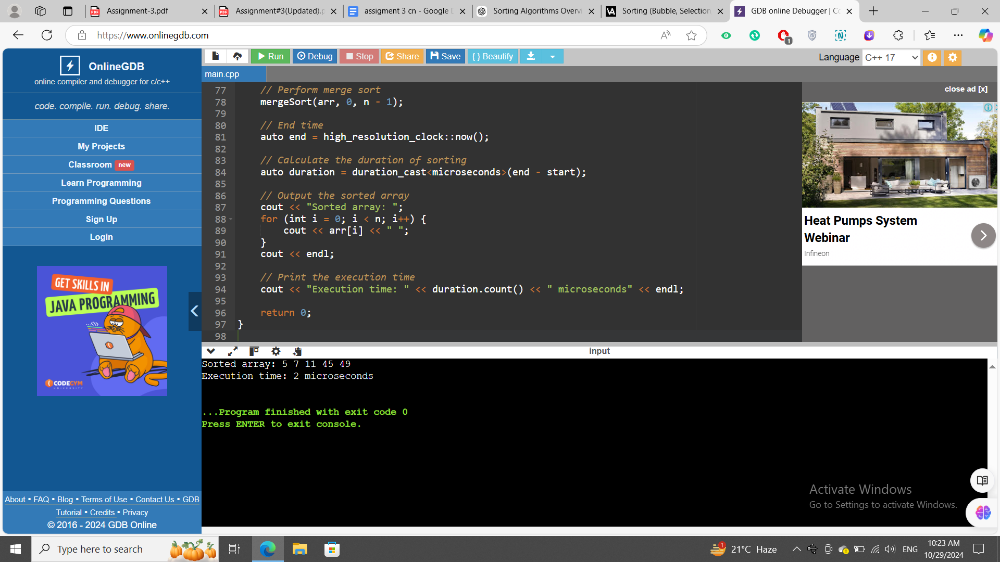 Assignment-3.pdf
Assignment#3(Updated).p
assigment 3 cn - Google D
Sorting Algorithms Overvi
Sorting (Bubble, Selection
GDB online Debugger | Co
https://www.onlinegdb.com
1
OnlineGDB
online compiler and debugger for c/c++
code. compile. run. debug. share.
IDE
My Projects
Classroom new
Learn Programming
Programming Questions
Sign Up
Login
GET SKILLS IN
JAVA PROGRAMMING
CODEGYM
UNIVERSITY
About • FAQ • Blog • Terms of Use • Contact Us • GDB
Tutorial • Credits • Privacy
© 2016 - 2024 GDB Online
Run Debug Stop Share Save { } Beautify
Language C++ 17
main.cpp
77 // Perform merge sort
78 mergeSort(arr, 0, n - 1);
79
80 // End time
81 auto end = high_resolution_clock::now();
82
83 // Calculate the duration of sorting
84 auto duration = duration_cast<microseconds>(end - start);
85
86 // Output the sorted array
87 cout << "Sorted array: ";
88 for (int i = 0; i < n; i++) {
89 cout << arr[i] << " ";
90 }
91 cout << endl;
92
93 // Print the execution time
94 cout << "Execution time: " << duration.count() << " microseconds" << endl;
95
96 return 0;
97 }
98
close ad [x]
Heat Pumps System
Webinar
Infineon
input
Sorted array: 5 7 11 45 49
Execution time: 2 microseconds
...Program finished with exit code 0
Press ENTER to exit console.
Activate Windows
Go to Settings to activate Windows.
Type here to search
1
21°C Haze
ENG
10:23 AM
10/29/2024